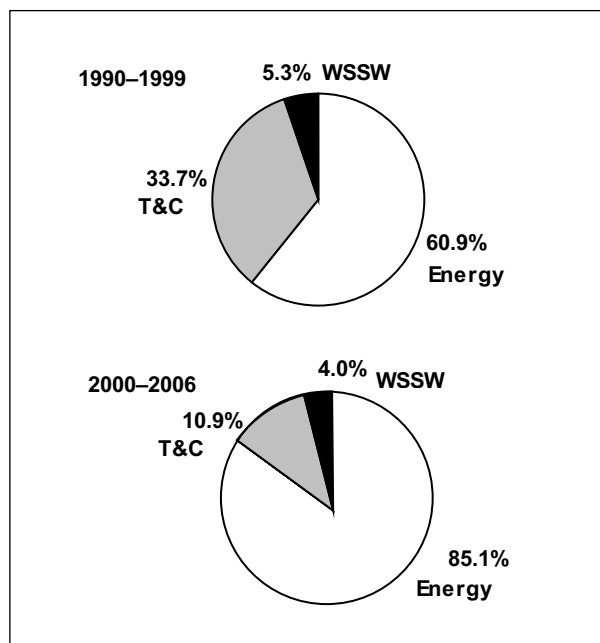 1990–1999
5.3% WSSW
33.7%
T&C
60.9%
Energy
2000–2006
4.0%
WSSW
10.9%
T&C
85.1%
Energy